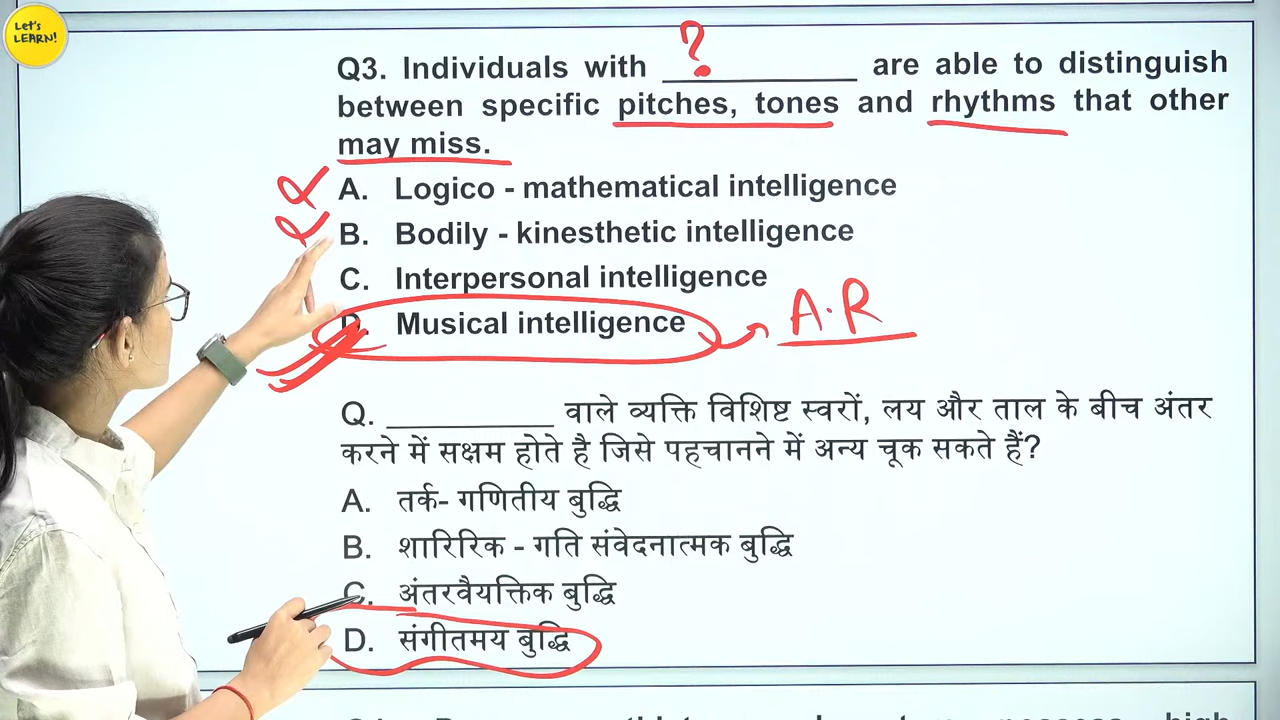 Let's
LEARN!
?
Q3. Individuals with __________ are able to distinguish
between specific pitches, tones and rhythms that other
may miss.
A. Logico - mathematical intelligence
B. Bodily - kinesthetic intelligence
C. Interpersonal intelligence
D. Musical intelligence
A.R
Q. __________ वाले व्यक्ति विशिष्ट स्वरों, लय और ताल के बीच अंतर
करने में सक्षम होते है जिसे पहचानने में अन्य चूक सकते हैं?
A. तर्क- गणितीय बुद्धि
B. शारिरिक - गति संवेदनात्मक बुद्धि
C. अंतरवैयक्तिक बुद्धि
D. संगीतमय बुद्धि